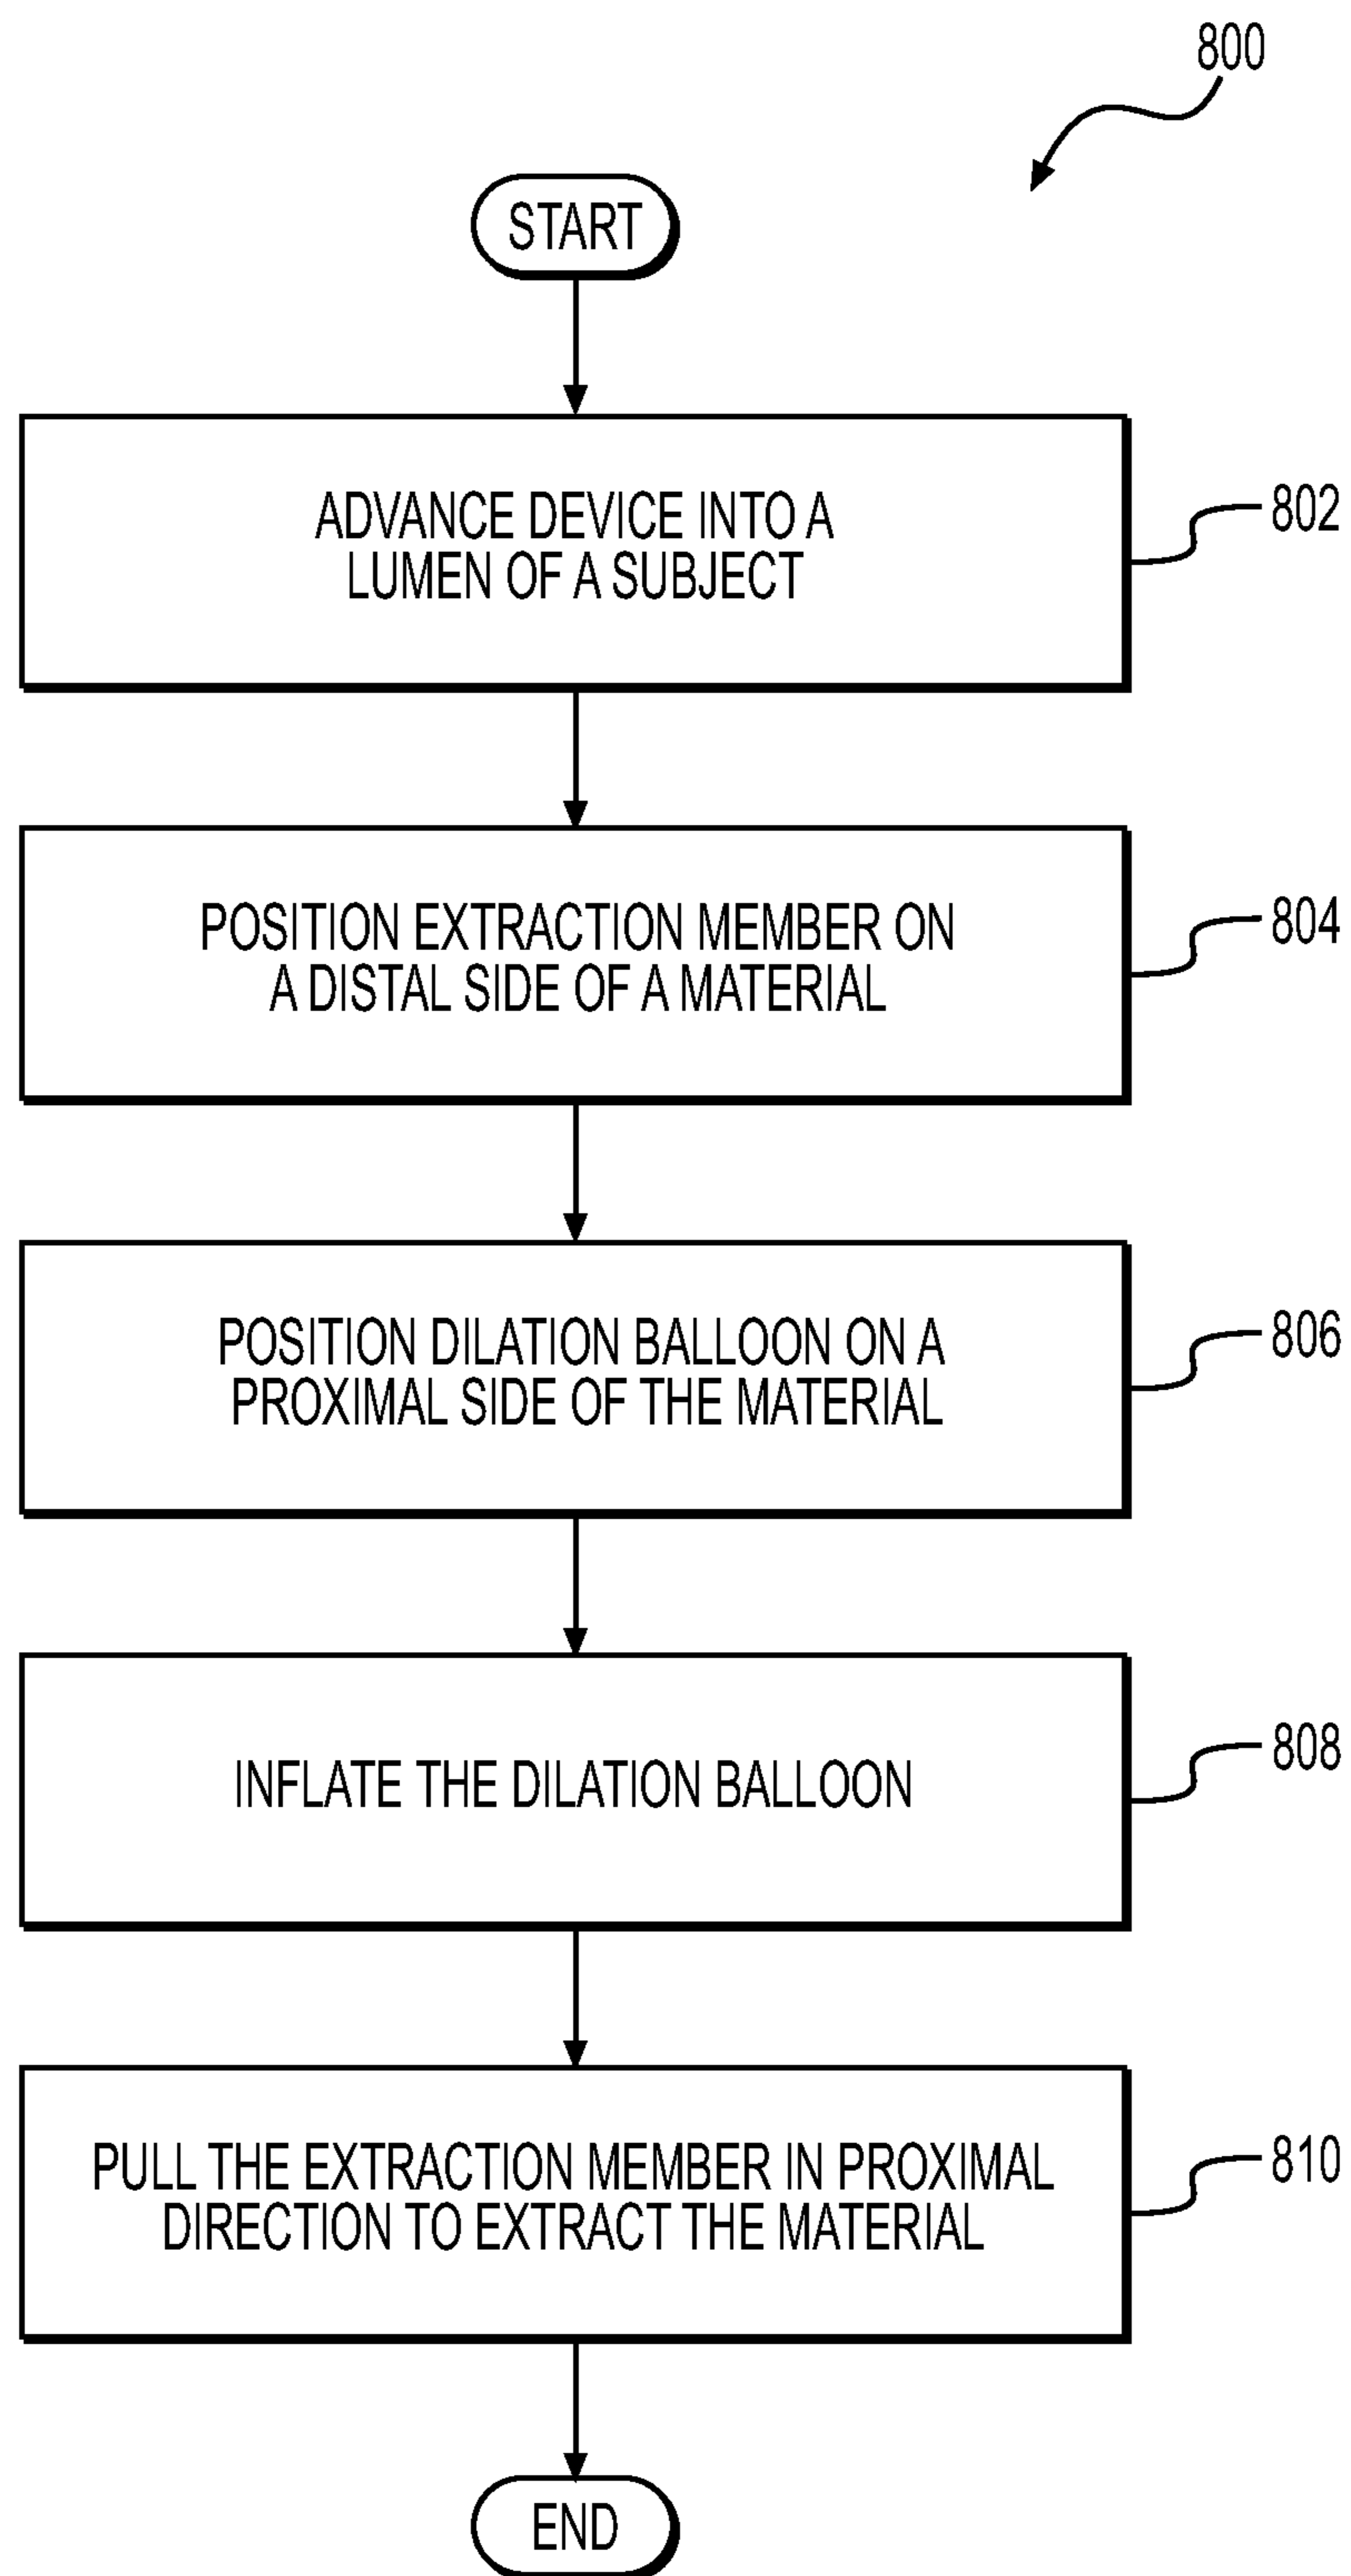 800
START
ADVANCE DEVICE INTO A
LUMEN OF A SUBJECT
802
POSITION EXTRACTION MEMBER ON
A DISTAL SIDE OF A MATERIAL
804
POSITION DILATION BALLOON ON A
PROXIMAL SIDE OF THE MATERIAL
806
INFLATE THE DILATION BALLOON
808
PULL THE EXTRACTION MEMBER IN PROXIMAL
DIRECTION TO EXTRACT THE MATERIAL
810
END